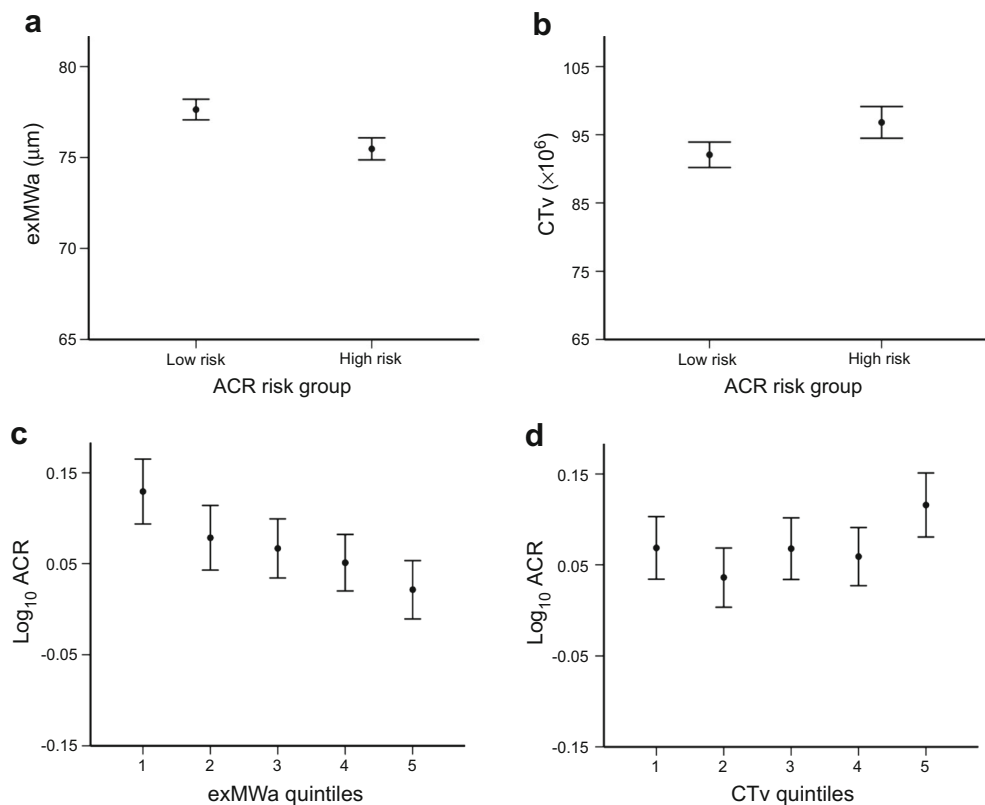 a
exMWa (μm)
80
75
70
65
Low risk
High risk
ACR risk group
b
CTv (×10⁶)
105
95
85
75
65
Low risk
High risk
ACR risk group
c
Log₁₀ ACR
0.15
0.05
-0.05
-0.15
1 2 3 4 5
exMWa quintiles
d
Log₁₀ ACR
0.15
0.05
-0.05
-0.15
1 2 3 4 5
CTv quintiles